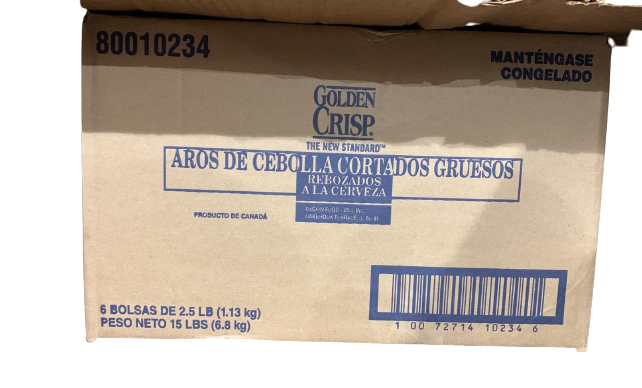 80010234
MANTÉNGASE
CONGELADO
GOLDEN
CRISP.
THE NEW STANDARD™
AROS DE CEBOLLA CORTADOS GRUESOS
REBOZADOS
A LA CERVEZA
PRODUCTO DE CANADÁ
6 BOLSAS DE 2.5 LB (1.13 kg)
PESO NETO 15 LBS (6.8 kg)
1 00 72714 10234 6